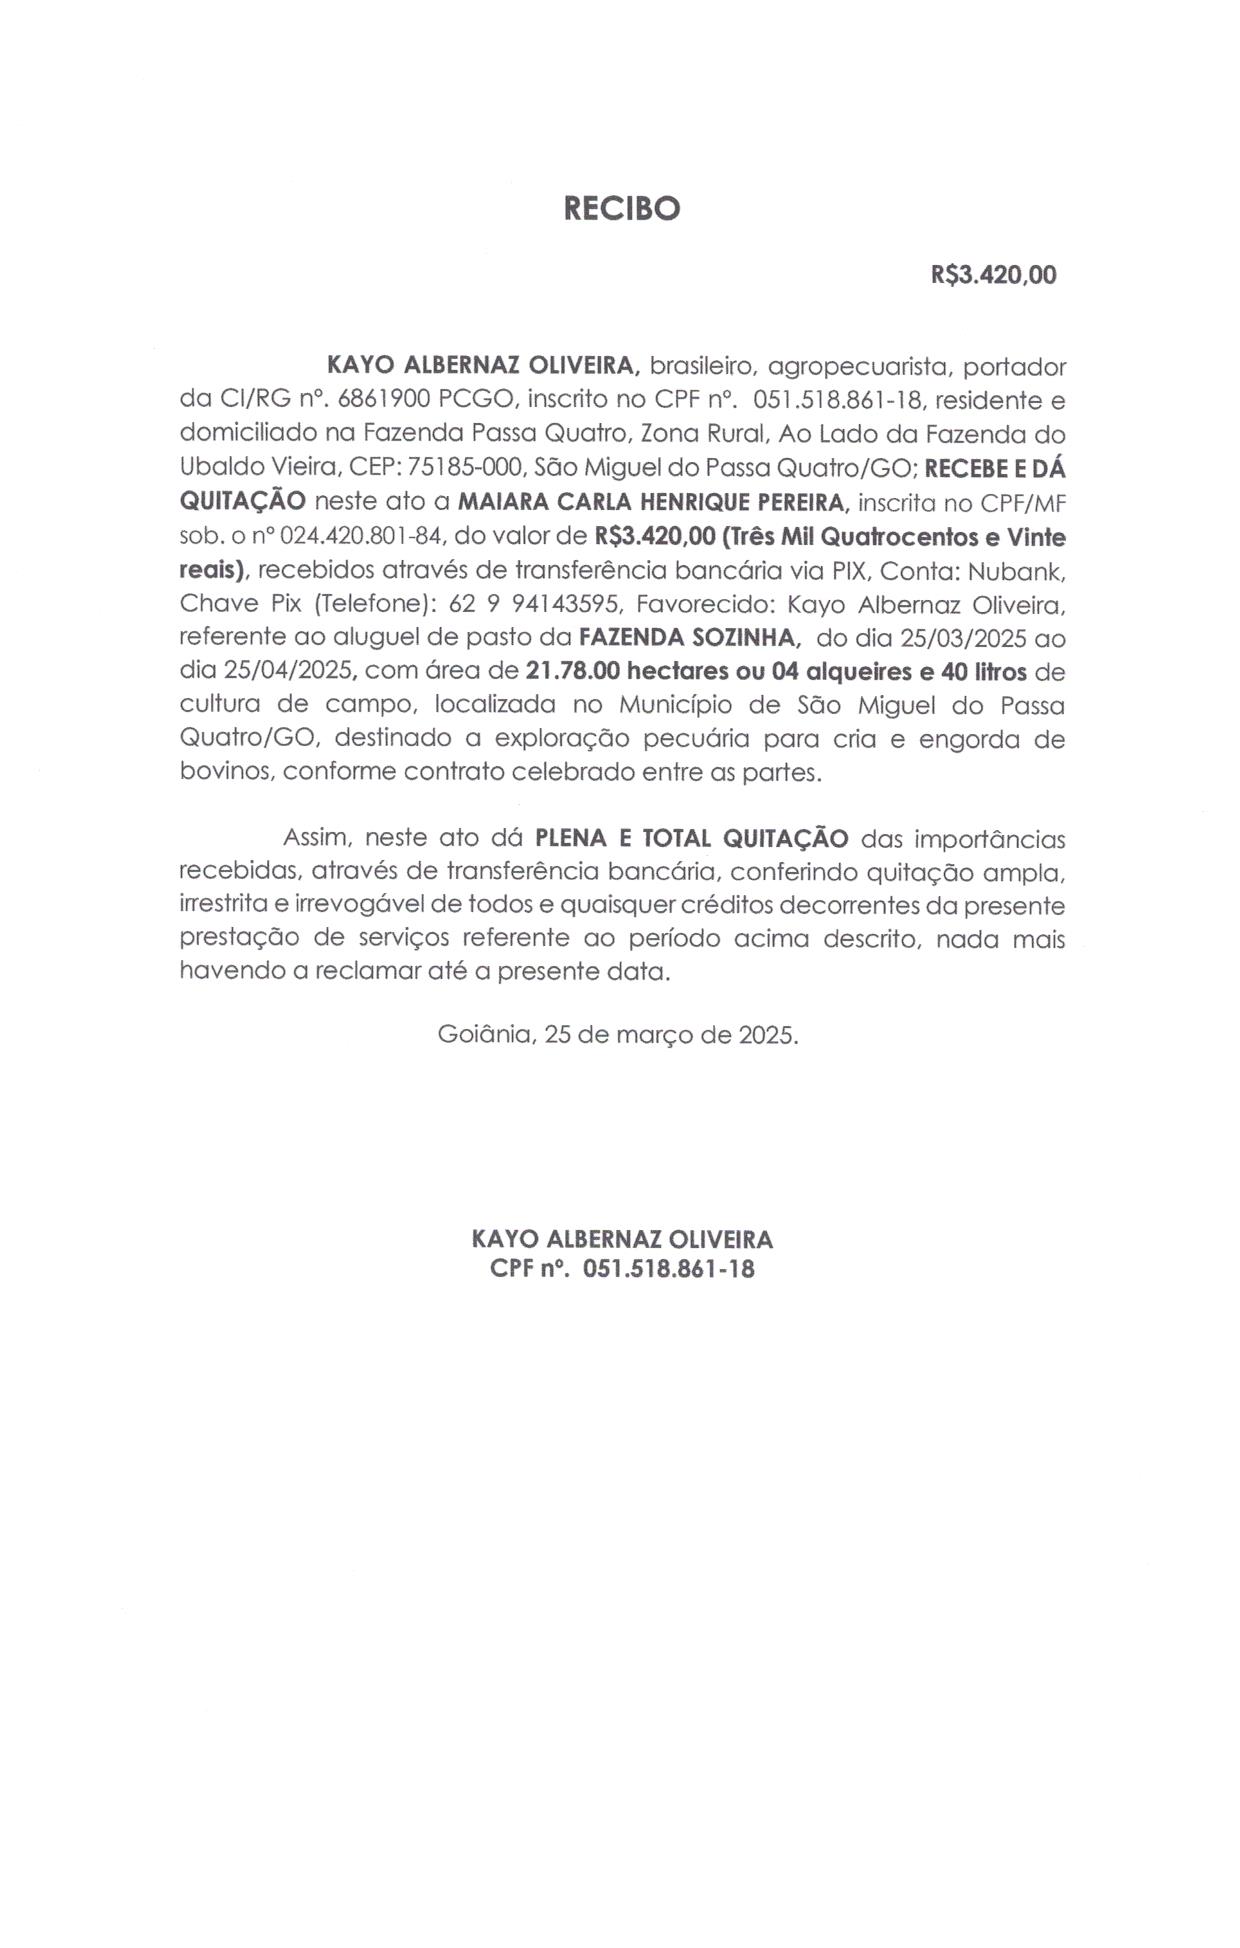 RECIBO
R$3.420,00
KAYO ALBERNAZ OLIVEIRA, brasileiro, agropecuarista, portador
da CI/RG nº. 6861900 PCGO, inscrito no CPF nº. 051.518.861-18, residente e
domiciliado na Fazenda Passa Quatro, Zona Rural, Ao Lado da Fazenda do
Ubaldo Vieira, CEP: 75185-000, São Miguel do Passa Quatro/GO; RECEBE E DÁ
QUITAÇÃO neste ato a MAIARA CARLA HENRIQUE PEREIRA, inscrita no CPF/MF
sob. o nº 024.420.801-84, do valor de R$3.420,00 (Três Mil Quatrocentos e Vinte
reais), recebidos através de transferência bancária via PIX, Conta: Nubank,
Chave Pix (Telefone): 62 9 94143595, Favorecido: Kayo Albernaz Oliveira,
referente ao aluguel de pasto da FAZENDA SOZINHA, do dia 25/03/2025 ao
dia 25/04/2025, com área de 21.78.00 hectares ou 04 alqueires e 40 litros de
cultura de campo, localizada no Município de São Miguel do Passa
Quatro/GO, destinado a exploração pecuária para cria e engorda de
bovinos, conforme contrato celebrado entre as partes.
Assim, neste ato dá PLENA E TOTAL QUITAÇÃO das importâncias
recebidas, através de transferência bancária, conferindo quitação ampla,
irrestrita e irrevogável de todos e quaisquer créditos decorrentes da presente
prestação de serviços referente ao período acima descrito, nada mais
havendo a reclamar até a presente data.
Goiânia, 25 de março de 2025.
KAYO ALBERNAZ OLIVEIRA
CPF nº. 051.518.861-18